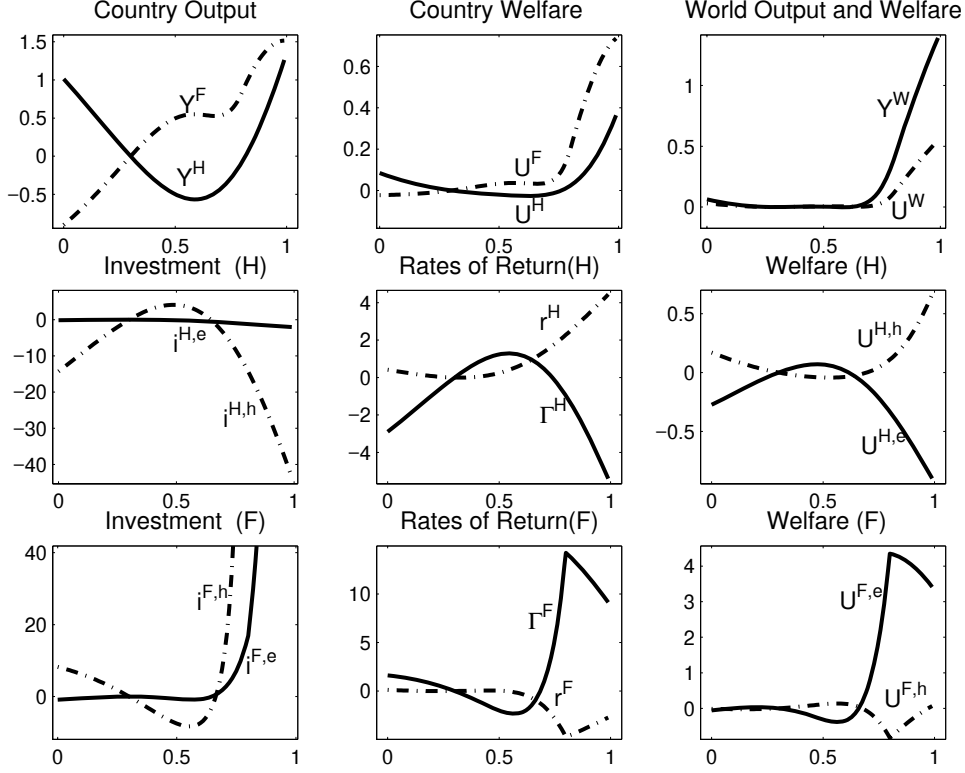 Country Output
Country Welfare
World Output and Welfare
1.5
1
0.5
0
−0.5
Y^F
Y^H
0
0.5
1
0.6
0.4
0.2
0
U^F
U^H
0
0.5
1
1
0.5
0
Y^W
U^W
0
0.5
1
Investment (H)
Rates of Return(H)
Welfare (H)
0
−10
−20
−30
−40
i^{H,e}
i^{H,h}
0
0.5
1
4
2
0
−2
−4
r^H
Γ^H
0
0.5
1
0.5
0
−0.5
U^{H,h}
U^{H,e}
0
0.5
1
Investment (F)
Rates of Return(F)
Welfare (F)
40
20
0
i^{F,h}
i^{F,e}
0
0.5
1
10
5
0
Γ^F
r^F
0
0.5
1
4
3
2
1
0
U^{F,e}
U^{F,h}
0
0.5
1